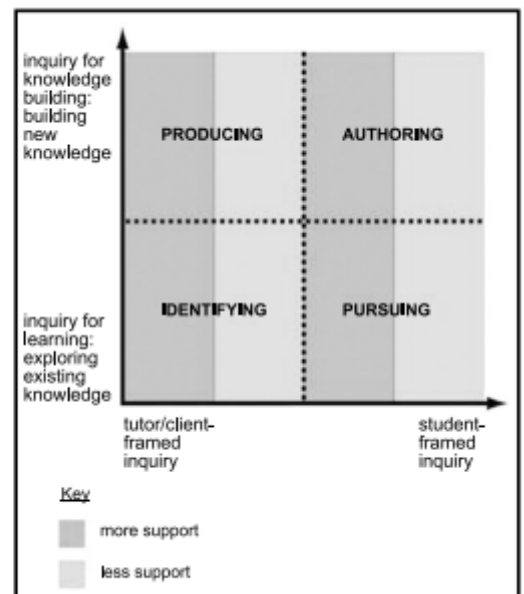 inquiry for
knowledge
building:
building
new
knowledge
PRODUCING
AUTHORING
IDENTIFYING
PURSUING
inquiry for
learning:
exploring
existing
knowledge
tutor/client-
framed
inquiry
student-
framed
inquiry
Key
more support
less support